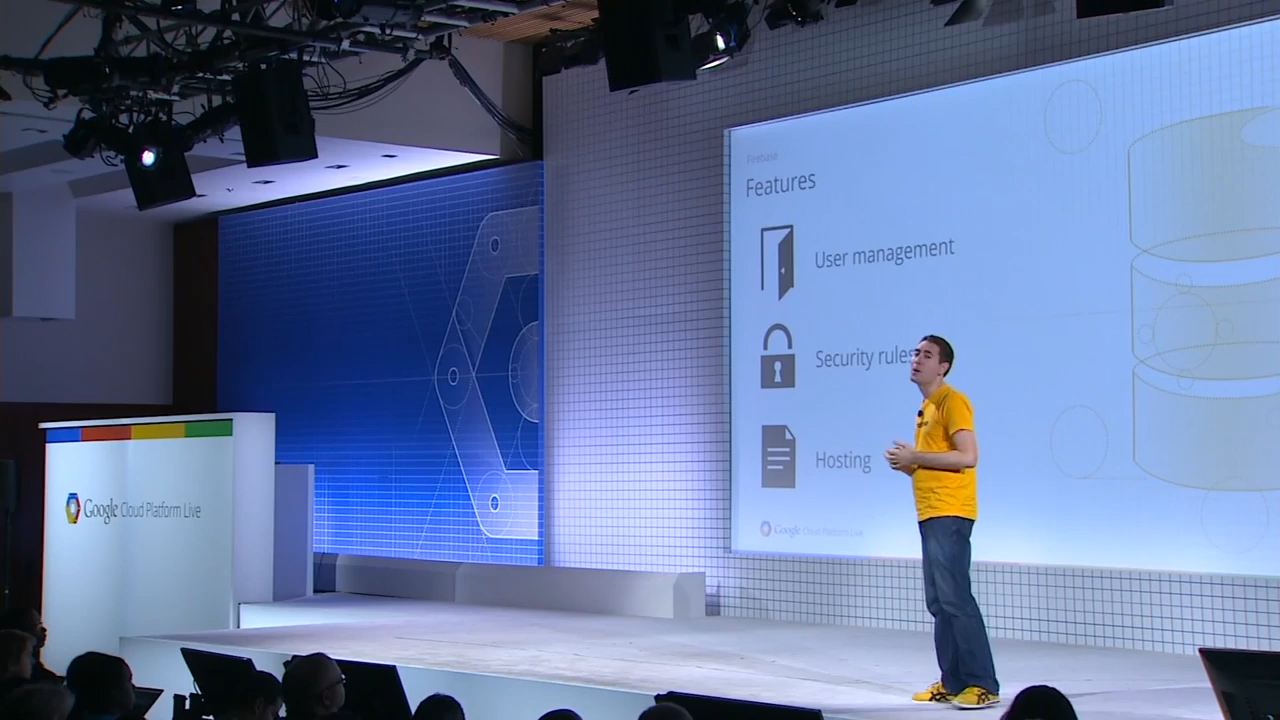 Firebase
Features
User management
Security rules
Hosting
Google Cloud Platform Live
Google Cloud Platform Live